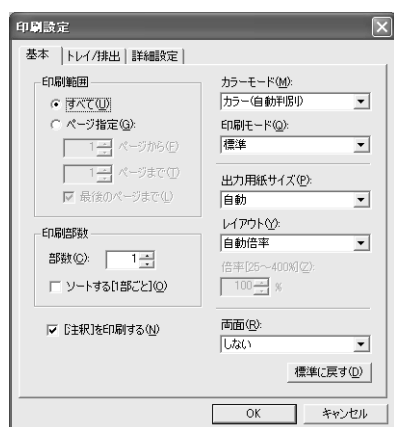 印刷設定
基本
トレイ/排出
詳細設定
印刷範囲
すべて(U)
ページ指定(G):
1 ページから(F)
1 ページまで(T)
最後のページまで(L)
印刷部数
部数(C): 1
ソートする[1部ごと](O)
[注釈]を印刷する(N)
カラーモード(M):
カラー(自動判別)
印刷モード(Q):
標準
出力用紙サイズ(P):
自動
レイアウト(Y):
自動倍率
倍率[25～400%](Z):
100 %
両面(R):
しない
標準に戻す(D)
OK
キャンセル